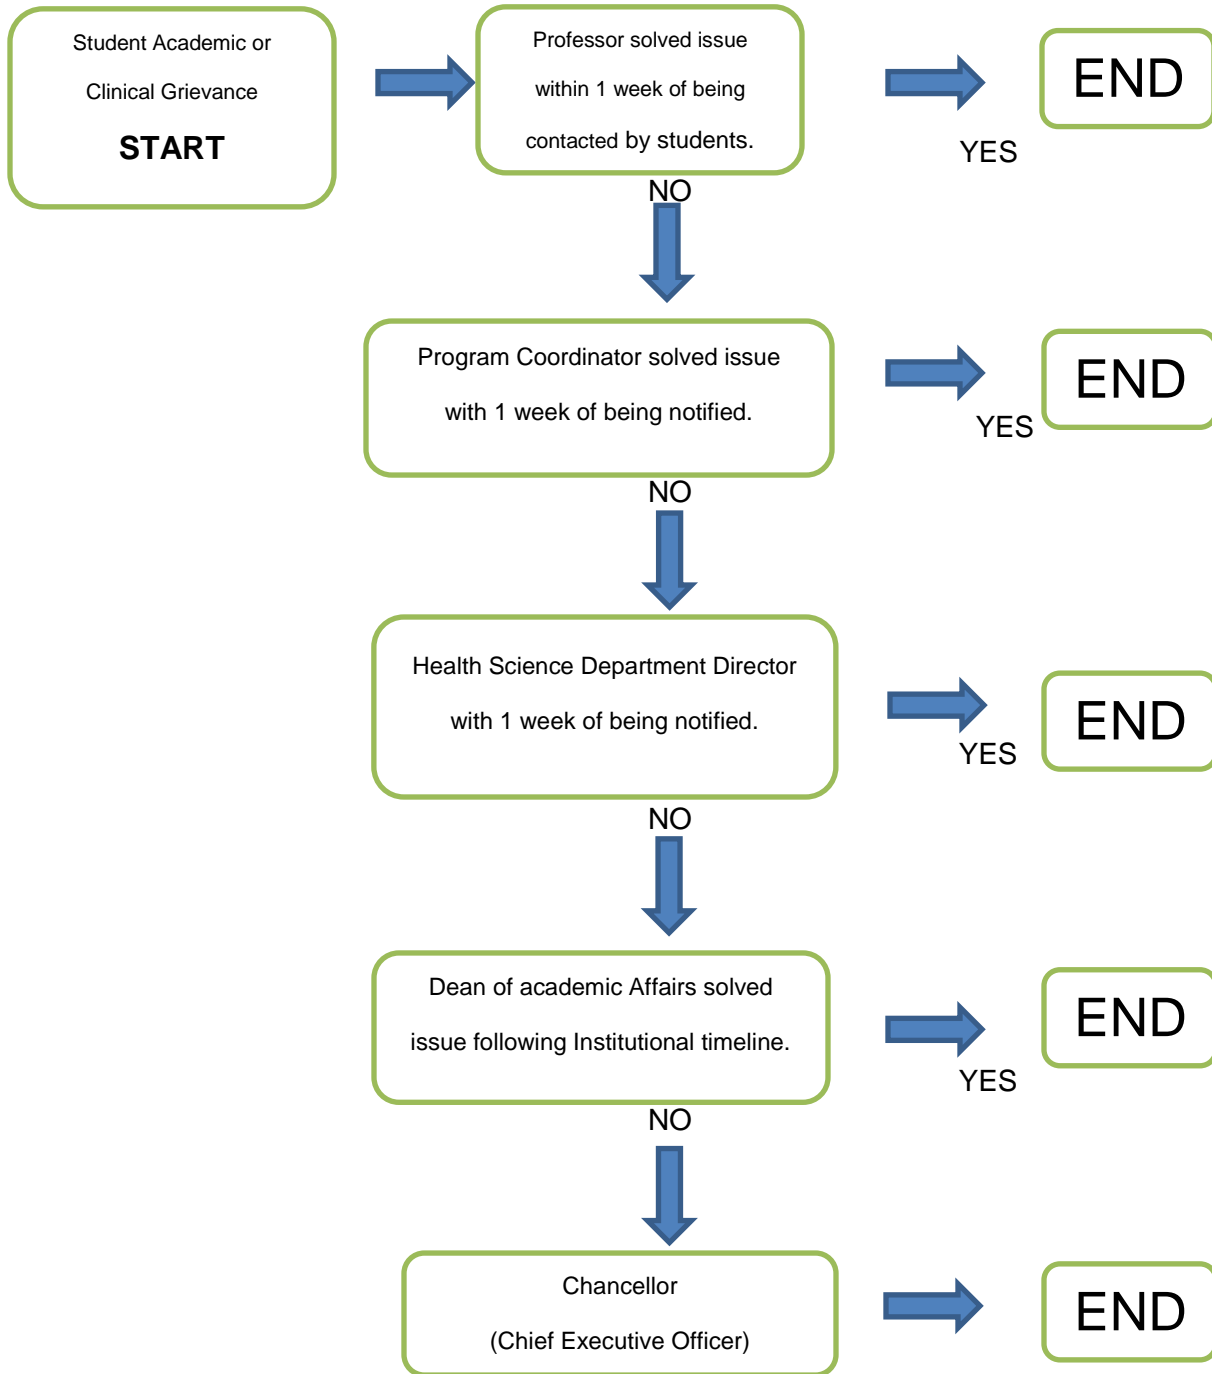 Student Academic or
Clinical Grievance
START
Professor solved issue
within 1 week of being
contacted by students.
YES
END
NO
Program Coordinator solved issue
with 1 week of being notified.
YES
END
NO
Health Science Department Director
with 1 week of being notified.
YES
END
NO
Dean of academic Affairs solved
issue following Institutional timeline.
YES
END
NO
Chancellor
(Chief Executive Officer)
END